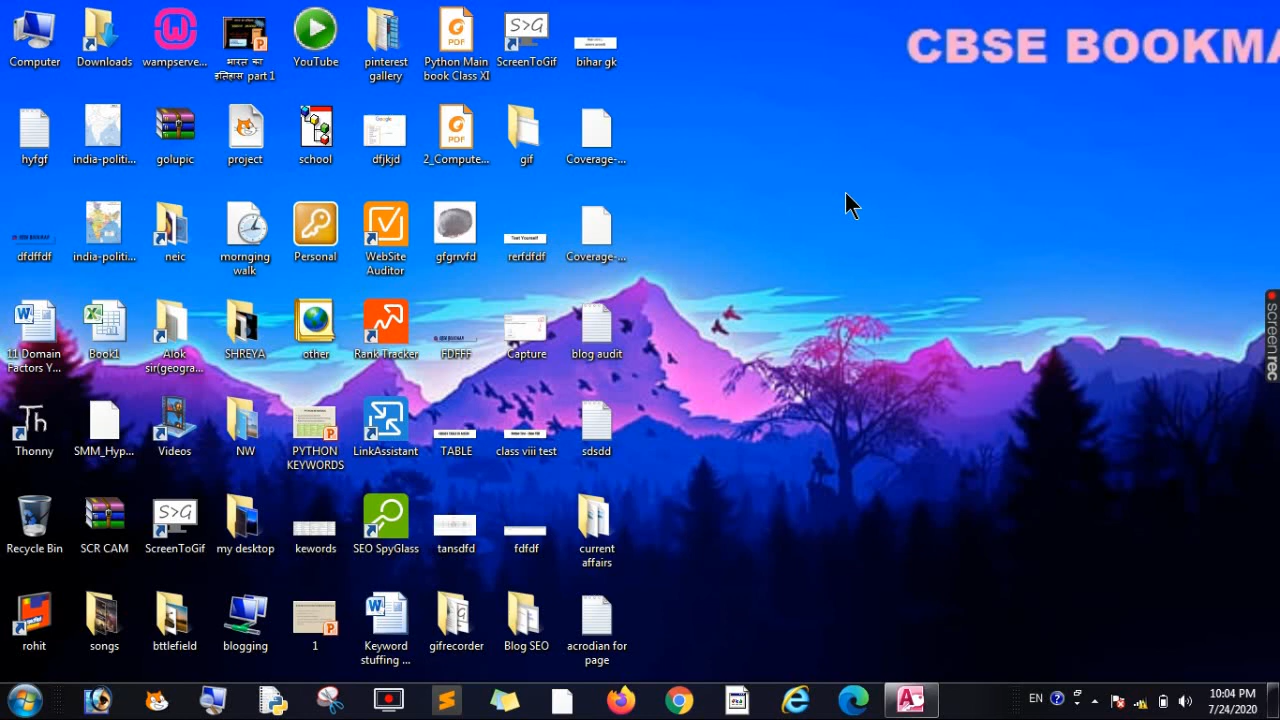 CBSE BOOKMA
Computer
Downloads
wampserve...
भारत का
इतिहास part 1
YouTube
pinterest
gallery
Python Main
book Class XI
ScreenToGif
bihar gk
hyfgf
india-politi...
golupic
project
school
dfjkjd
2_Compute...
gif
Coverage-...
dfdffdf
india-politi...
neic
mornging
walk
Personal
WebSite
Auditor
gfgrrvfd
Test Yourself
rerfdfdf
Coverage-...
11 Domain
Factors Y...
Book1
Alok
sir(geogra...
SHREYA
other
Rank Tracker
FDFFF
Capture
blog audit
screenrec
Th
Thonny
SMM_Hyp...
Videos
NW
PYTHON
KEYWORDS
LinkAssistant
TABLE
class viii test
sdsdd
Recycle Bin
SCR CAM
S>G
ScreenToGif
my desktop
kewords
SEO SpyGlass
tansdfd
fdfdf
current
affairs
rohit
songs
bttlefield
blogging
1
Keyword
stuffing ...
gifrecorder
Blog SEO
acrodian for
page
EN
10:04 PM
7/24/2020